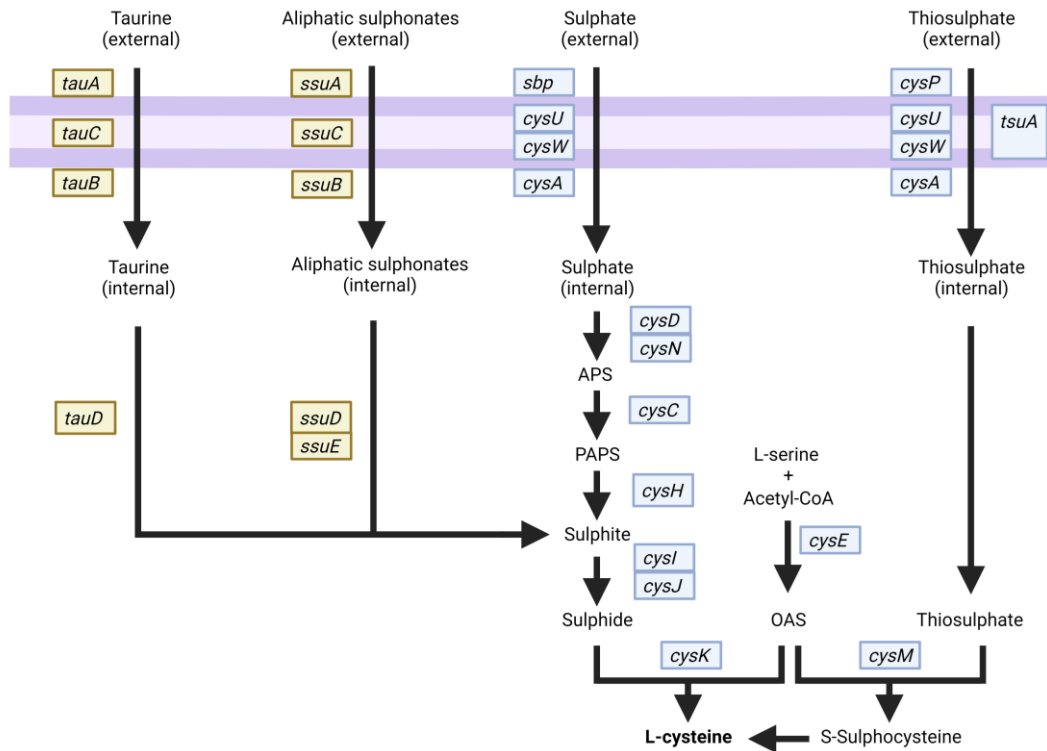 Taurine
(external)
Aliphatic sulphonates
(external)
Sulphate
(external)
Thiosulphate
(external)
tauA
ssuA
sbp
cysP
tauC
ssuC
cysU
cysW
cysU
cysW
tsuA
tauB
ssuB
cysA
cysA
Taurine
(internal)
Aliphatic sulphonates
(internal)
Sulphate
(internal)
Thiosulphate
(internal)
cysD
cysN
APS
tauD
ssuD
ssuE
cysC
PAPS
L-serine
+
Acetyl-CoA
cysH
Sulphite
cysE
cysI
cysJ
Sulphide
OAS
Thiosulphate
cysK
cysM
L-cysteine
S-Sulphocysteine